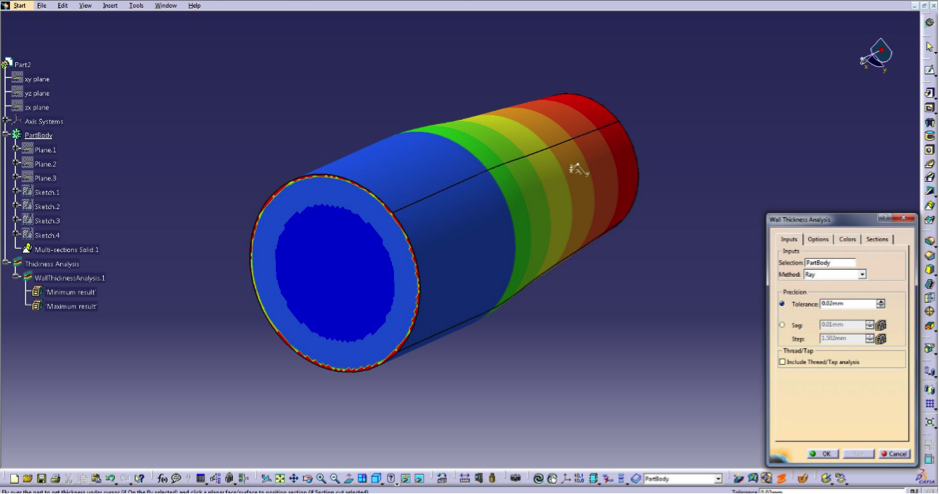 Start File Edit View Insert Tools Window Help
Part2
xy plane
yz plane
zx plane
Axis Systems
PartBody
Plane.1
Plane.2
Plane.3
Sketch.1
Sketch.2
Sketch.3
Sketch.4
Multi-sections Solid.1
Thickness Analysis
WallThicknessAnalysis.1
'Minimum result'
'Maximum result'
x y
Wall Thickness Analysis
Inputs Options Colors Sections
Inputs
Selection: PartBody
Method: Ray
Precision
Tolerance: 0.02mm
Sag: 0.01mm
Step: 1.502mm
Thread/Tap
Include Thread/Tap analysis
OK Cancel
PartBody
Fly over the part to get thickness under cursor (if On the fly selected) and click a planar face/surface to position section (if Section cut selected)
Tolerance 0.02mm